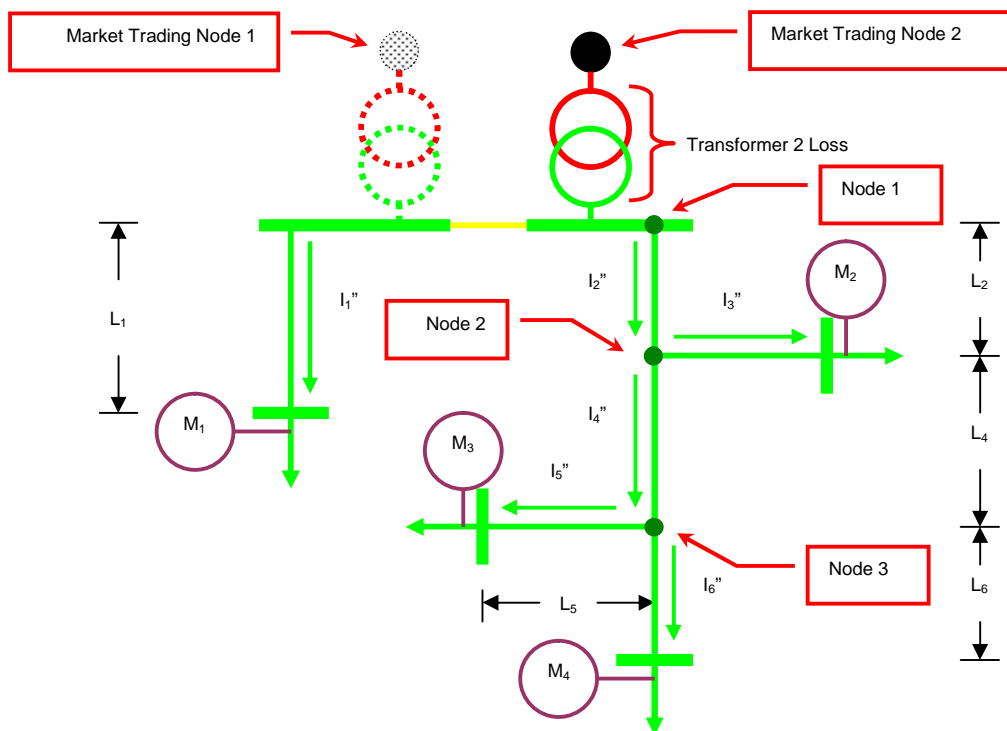 Market Trading Node 1
Market Trading Node 2
Transformer 2 Loss
Node 1
L₁
I₁”
I₂”
I₃”
M₂
L₂
Node 2
M₁
M₃
I₄”
L₄
I₅”
Node 3
L₅
I₆”
L₆
M₄